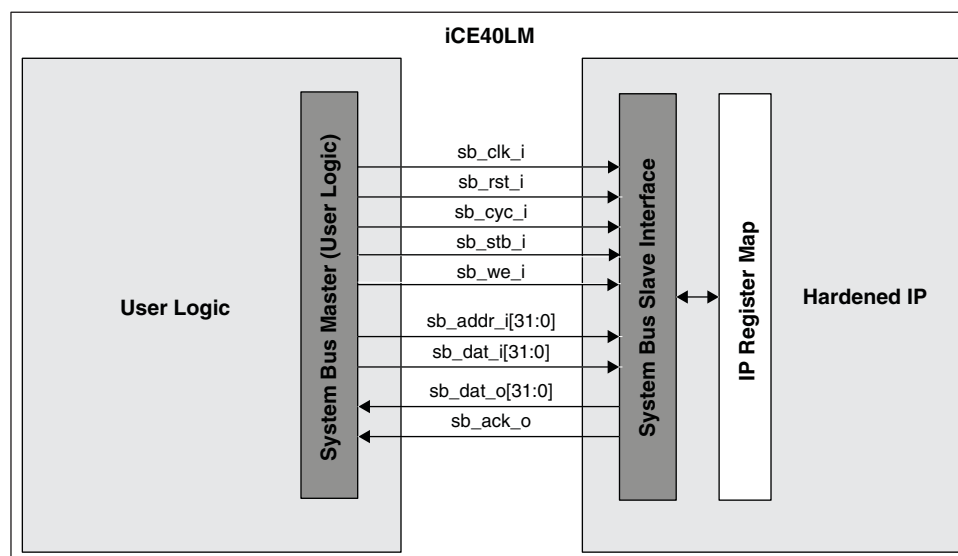 iCE40LM
User Logic
System Bus Master (User Logic)
sb_clk_i
sb_rst_i
sb_cyc_i
sb_stb_i
sb_we_i
sb_addr_i[31:0]
sb_dat_i[31:0]
sb_dat_o[31:0]
sb_ack_o
System Bus Slave Interface
IP Register Map
Hardened IP